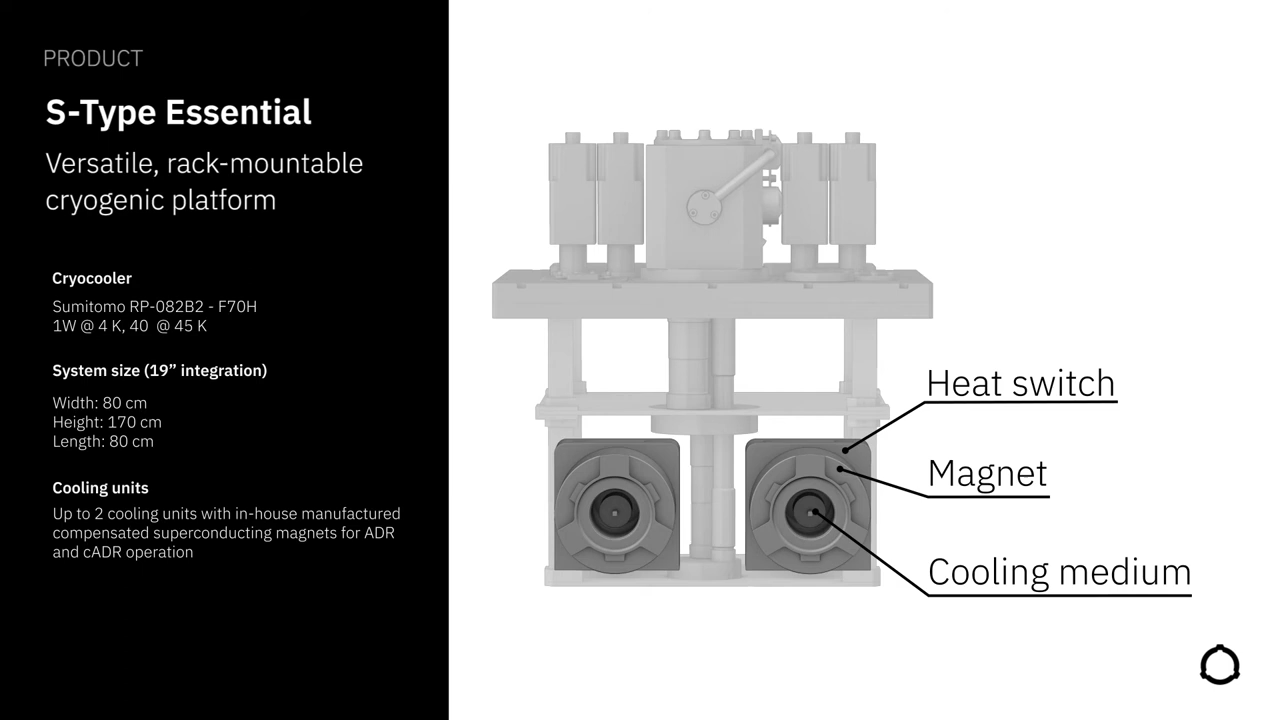 PRODUCT
S-Type Essential
Versatile, rack-mountable
cryogenic platform
Cryocooler
Sumitomo RP-082B2 - F70H
1W @ 4 K, 40  @ 45 K
System size (19” integration)
Width: 80 cm
Height: 170 cm
Length: 80 cm
Cooling units
Up to 2 cooling units with in-house manufactured
compensated superconducting magnets for ADR
and cADR operation
Heat switch
Magnet
Cooling medium